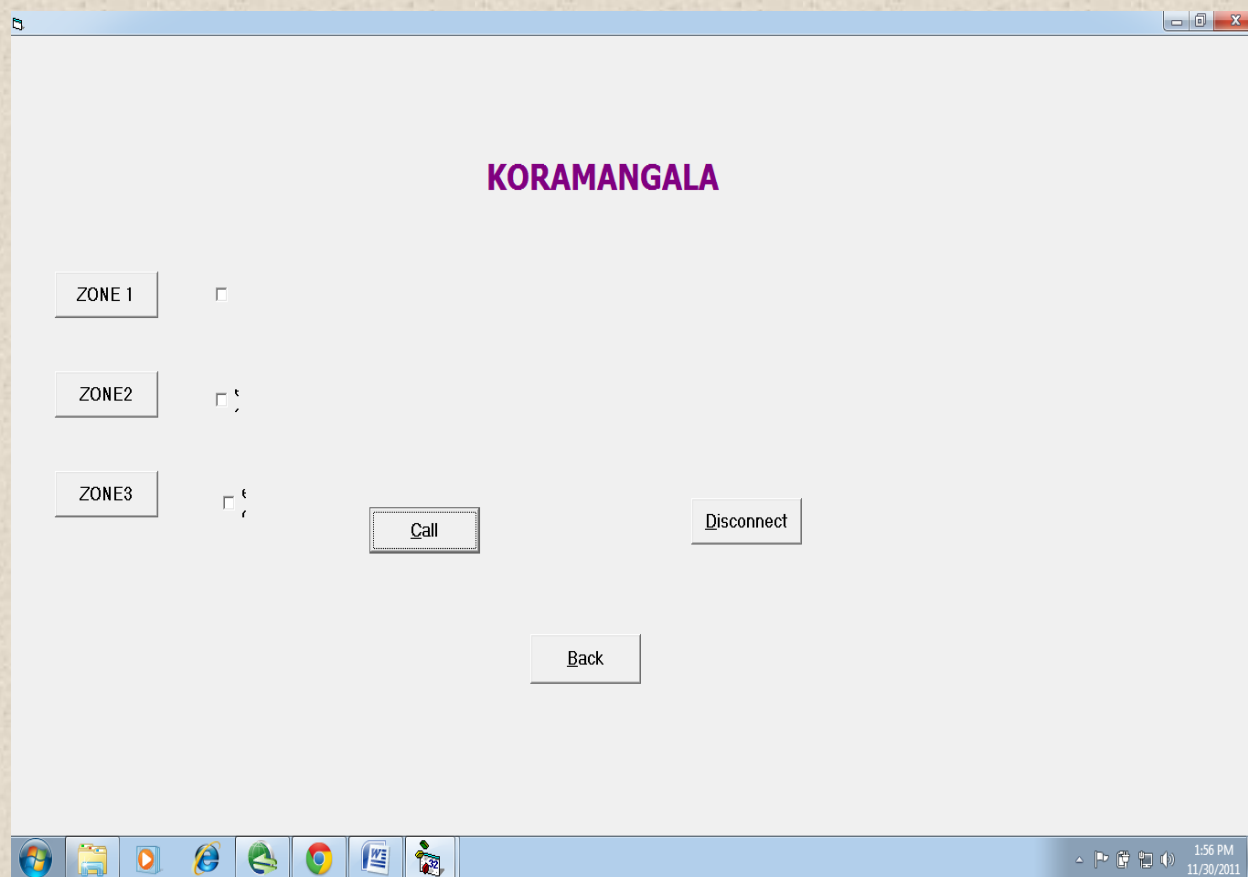 KORAMANGALA
ZONE 1
ZONE2
ZONE3
Call
Disconnect
Back
1:56 PM
11/30/2011